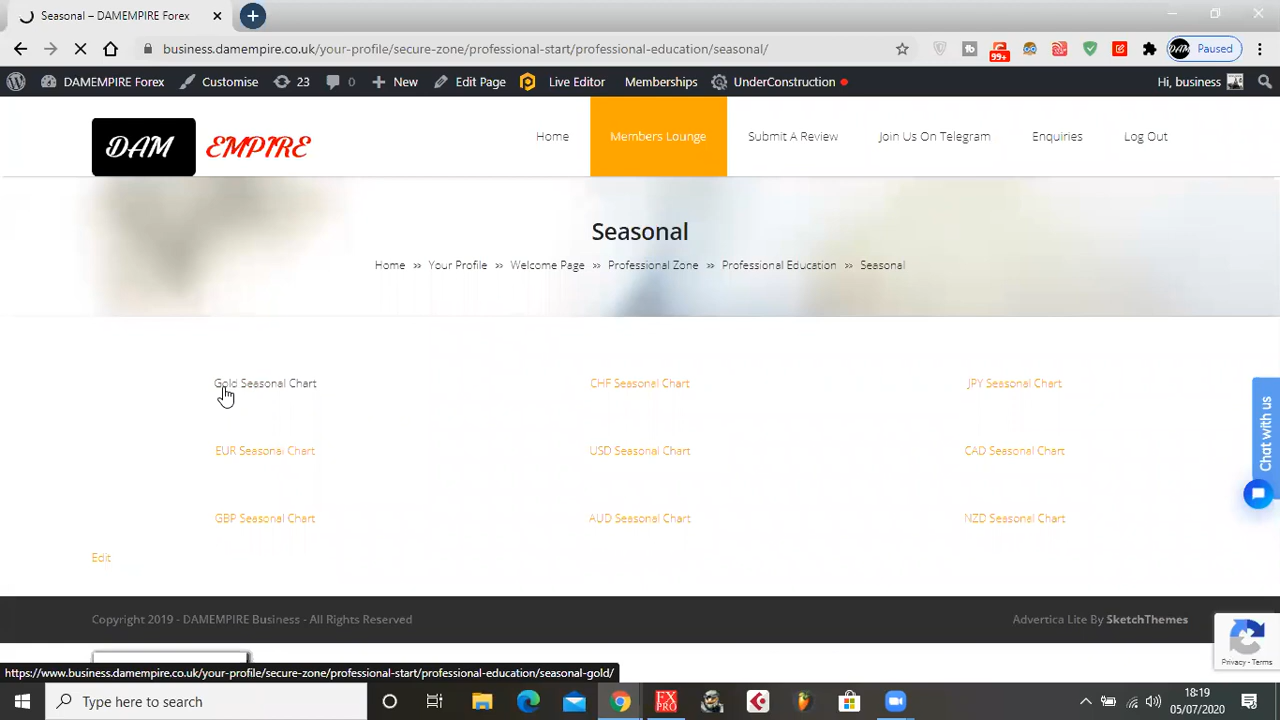 Seasonal – DAMEMPIRE Forex
business.damempire.co.uk/your-profile/secure-zone/professional-start/professional-education/seasonal/
99+
DAM
Paused
DAMEMPIRE Forex
Customise
23
0
New
Edit Page
Live Editor
Memberships
UnderConstruction
Hi, business
DAM EMPIRE
Home
Members Lounge
Submit A Review
Join Us On Telegram
Enquiries
Log Out
Seasonal
Home » Your Profile » Welcome Page » Professional Zone » Professional Education » Seasonal
Gold Seasonal Chart
CHF Seasonal Chart
JPY Seasonal Chart
EUR Seasonal Chart
USD Seasonal Chart
CAD Seasonal Chart
GBP Seasonal Chart
AUD Seasonal Chart
NZD Seasonal Chart
Chat with us
Edit
Copyright 2019 - DAMEMPIRE Business - All Rights Reserved
Advertica Lite By SketchThemes
Privacy - Terms
https://www.business.damempire.co.uk/your-profile/secure-zone/professional-start/professional-education/seasonal-gold/
Type here to search
FX
PRO
18:19
05/07/2020